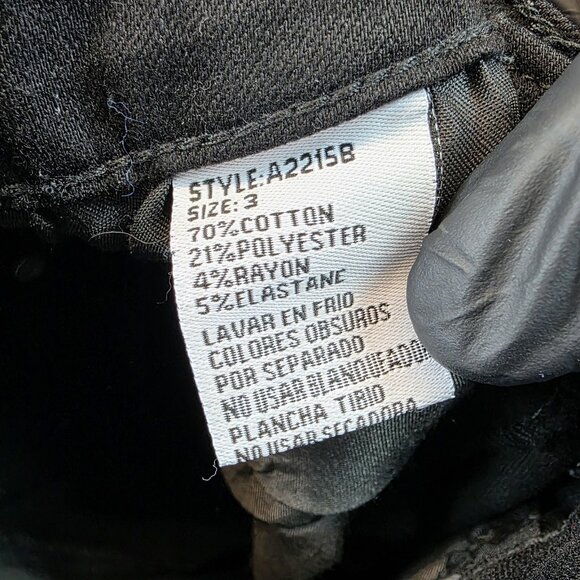 STYLE:A2215B
SIZE: 3
70%COTTON
21%POLYESTER
4%RAYON
5%ELASTANE
LAVAR EN FRIO
COLORES OBSUROS
POR SEPARADO
NO USAR BLANQUEADOR
PLANCHA TIBIO
NO USAR SECADORA